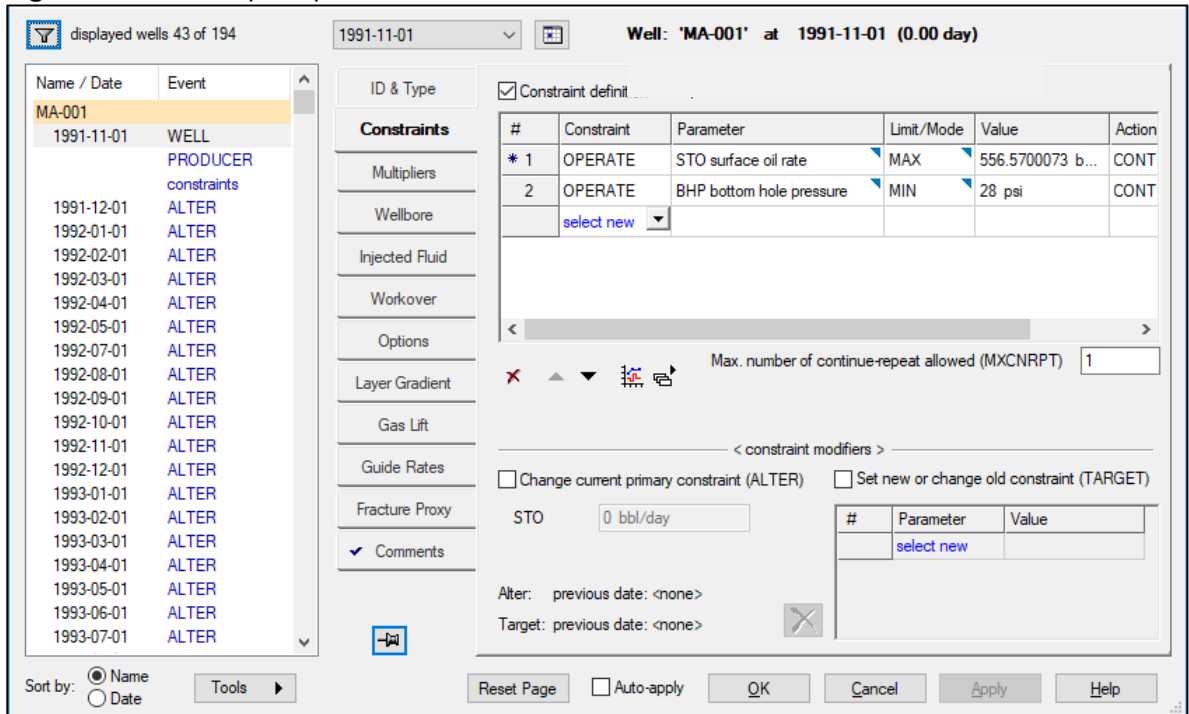 displayed wells 43 of 194
1991-11-01
Well: 'MA-001' at 1991-11-01 (0.00 day)
Name / Date Event
MA-001
1991-11-01 WELL
PRODUCER
constraints
1991-12-01 ALTER
1992-01-01 ALTER
1992-02-01 ALTER
1992-03-01 ALTER
1992-04-01 ALTER
1992-05-01 ALTER
1992-07-01 ALTER
1992-08-01 ALTER
1992-09-01 ALTER
1992-10-01 ALTER
1992-11-01 ALTER
1992-12-01 ALTER
1993-01-01 ALTER
1993-02-01 ALTER
1993-03-01 ALTER
1993-04-01 ALTER
1993-05-01 ALTER
1993-06-01 ALTER
1993-07-01 ALTER
Sort by: Name
Date
Tools
ID & Type
Constraints
Multipliers
Wellbore
Injected Fluid
Workover
Options
Layer Gradient
Gas Lift
Guide Rates
Fracture Proxy
Comments
Constraint definit
# Constraint Parameter Limit/Mode Value Action
* 1 OPERATE STO surface oil rate MAX 556.5700073 b... CONT
2 OPERATE BHP bottom hole pressure MIN 28 psi CONT
select new
Max. number of continue-repeat allowed (MXCNRPT) 1
< constraint modifiers >
Change current primary constraint (ALTER)
STO 0 bbl/day
Set new or change old constraint (TARGET)
# Parameter Value
select new
Alter: previous date: <none>
Target: previous date: <none>
Reset Page Auto-apply OK Cancel Apply Help